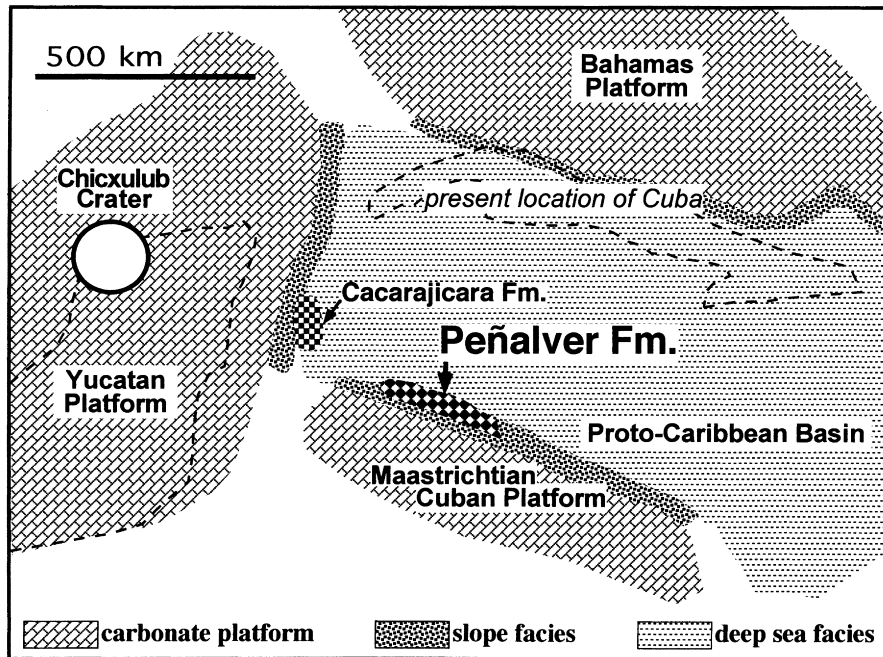 500 km
Bahamas
Platform
Chicxulub
Crater
present location of Cuba
Cacarajicara Fm.
Peñalver Fm.
Yucatan
Platform
Proto-Caribbean Basin
Maastrichtian
Cuban Platform
carbonate platform
slope facies
deep sea facies